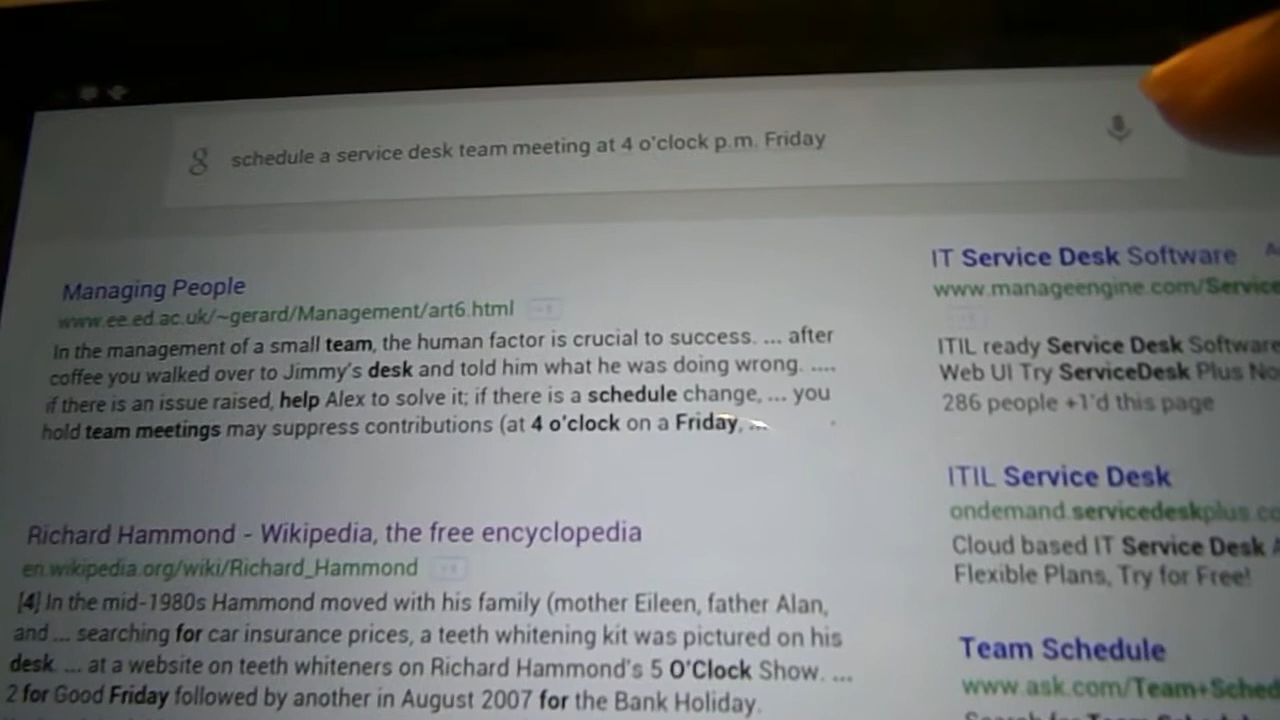 schedule a service desk team meeting at 4 o'clock p.m. Friday
Managing People
www.ee.ed.ac.uk/~gerard/Management/art6.html
In the management of a small team, the human factor is crucial to success. ... after
coffee you walked over to Jimmy's desk and told him what he was doing wrong. ....
if there is an issue raised, help Alex to solve it; if there is a schedule change, ... you
hold team meetings may suppress contributions (at 4 o'clock on a Friday, ...
Richard Hammond - Wikipedia, the free encyclopedia
en.wikipedia.org/wiki/Richard_Hammond
[4] In the mid-1980s Hammond moved with his family (mother Eileen, father Alan,
and ... searching for car insurance prices, a teeth whitening kit was pictured on his
desk. ... at a website on teeth whiteners on Richard Hammond's 5 O'Clock Show. ...
2 for Good Friday followed by another in August 2007 for the Bank Holiday.
IT Service Desk Software
www.manageengine.com/Service
ITIL ready Service Desk Software
Web UI Try ServiceDesk Plus No
286 people +1'd this page
ITIL Service Desk
ondemand.servicedeskplus.co
Cloud based IT Service Desk A
Flexible Plans, Try for Free!
Team Schedule
www.ask.com/Team+Sched